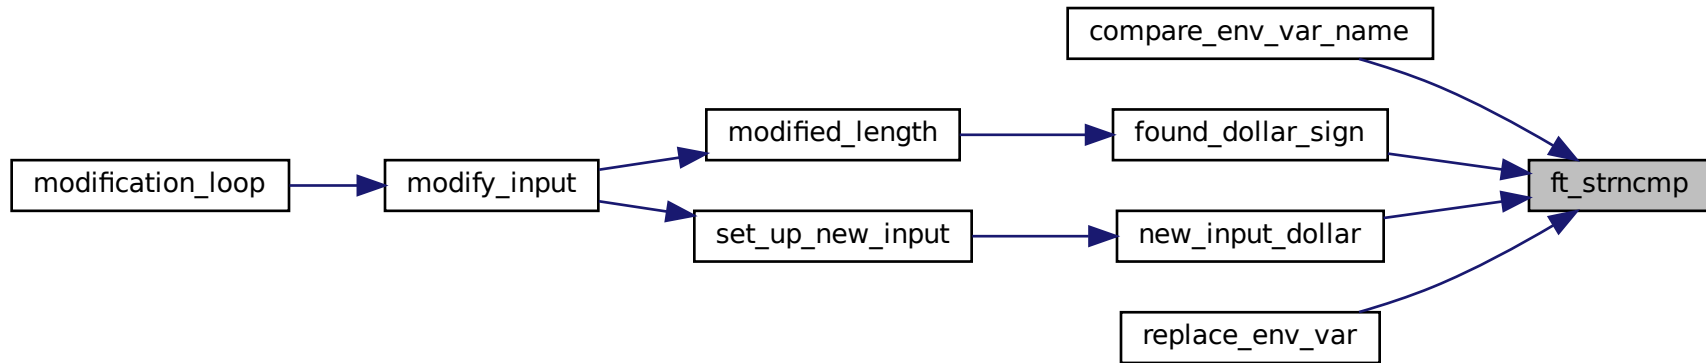 compare_env_var_name
modified_length
found_dollar_sign
modification_loop
modify_input
ft_strncmp
set_up_new_input
new_input_dollar
replace_env_var